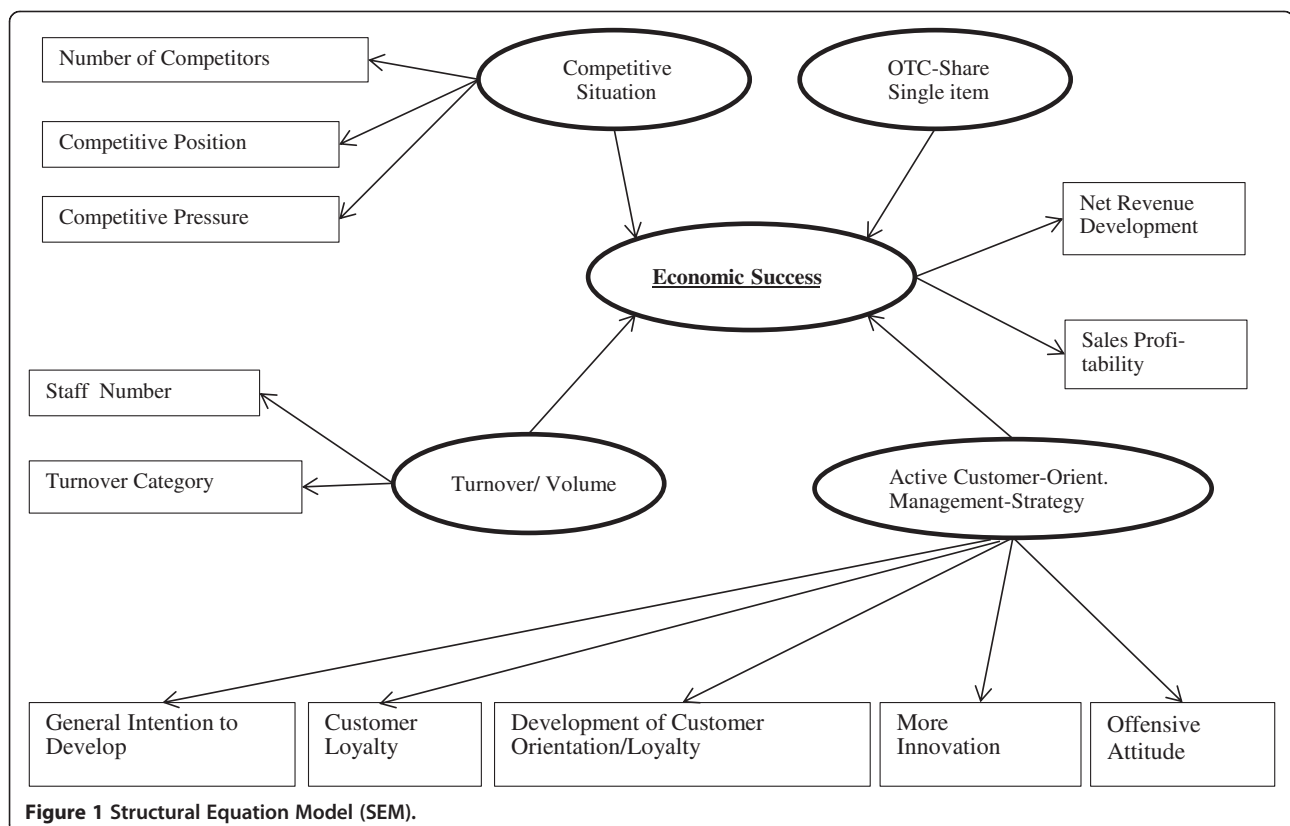 Number of Competitors
Competitive
Situation
OTC-Share
Single item
Competitive Position
Competitive Pressure
Net Revenue
Development
Economic Success
Sales Profi-
tability
Staff Number
Turnover Category
Turnover/ Volume
Active Customer-Orient.
Management-Strategy
General Intention to
Develop
Customer
Loyalty
Development of Customer
Orientation/Loyalty
More
Innovation
Offensive
Attitude
Figure 1 Structural Equation Model (SEM).